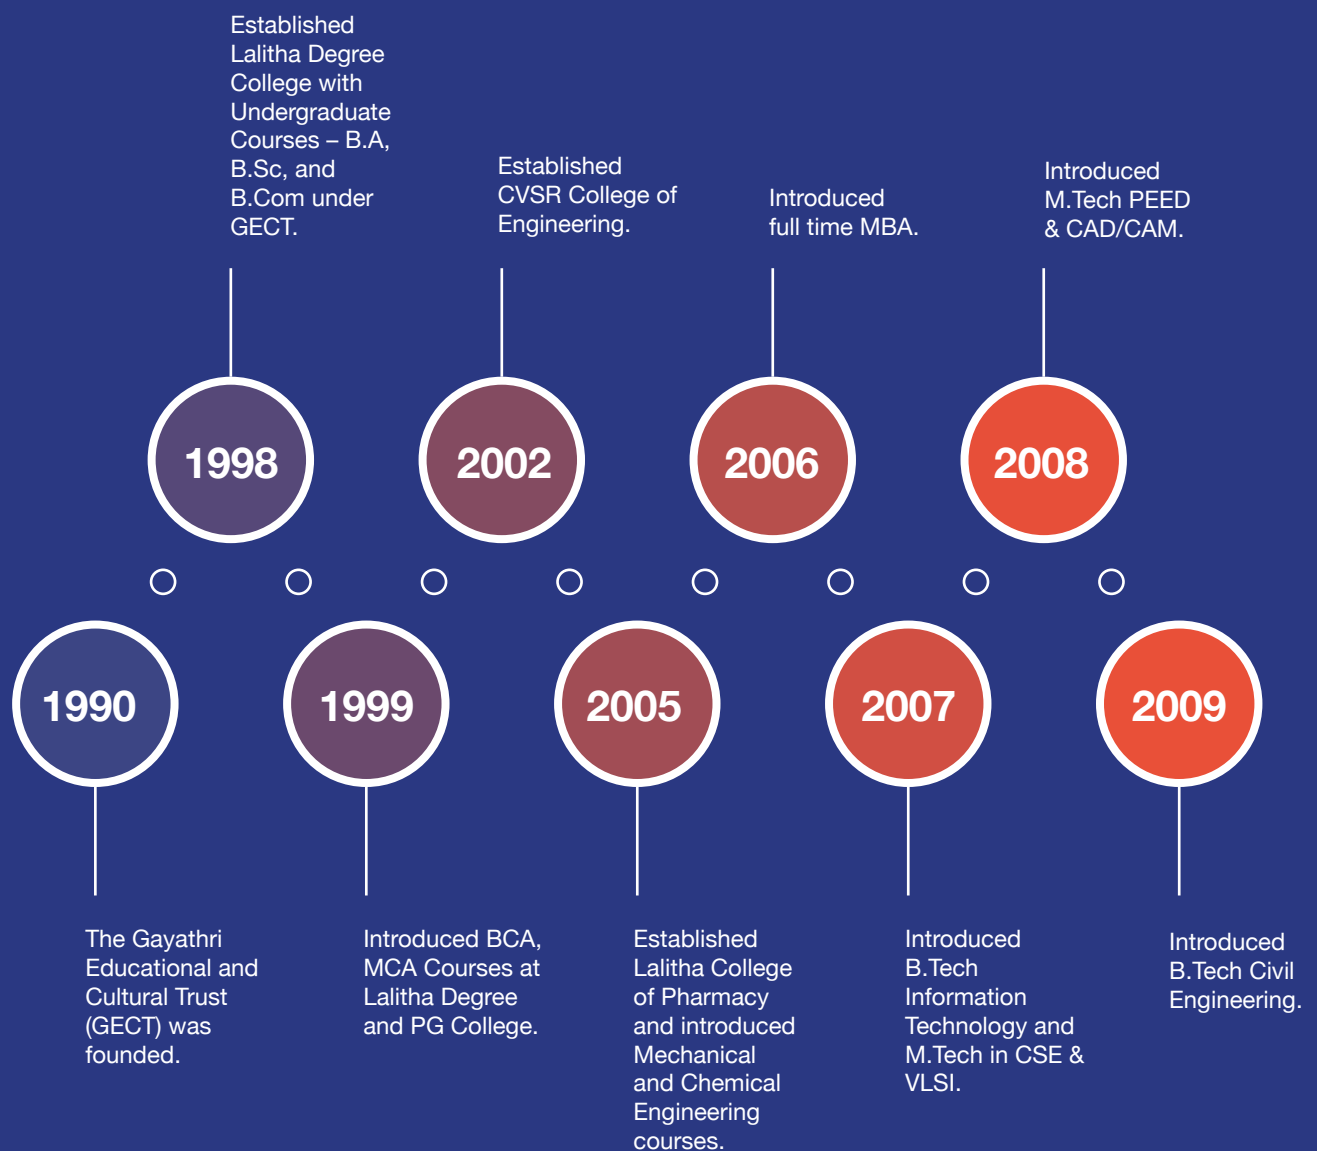 Established
Lalitha Degree
College with
Undergraduate
Courses – B.A,
B.Sc, and
B.Com under
GECT.
Established
CVSR College of
Engineering.
Introduced
full time MBA.
Introduced
M.Tech PEED
& CAD/CAM.
1998
2002
2006
2008
1990
1999
2005
2007
2009
The Gayathri
Educational and
Cultural Trust
(GECT) was
founded.
Introduced BCA,
MCA Courses at
Lalitha Degree
and PG College.
Established
Lalitha College
of Pharmacy
and introduced
Mechanical
and Chemical
Engineering
courses.
Introduced
B.Tech
Information
Technology and
M.Tech in CSE &
VLSI.
Introduced
B.Tech Civil
Engineering.